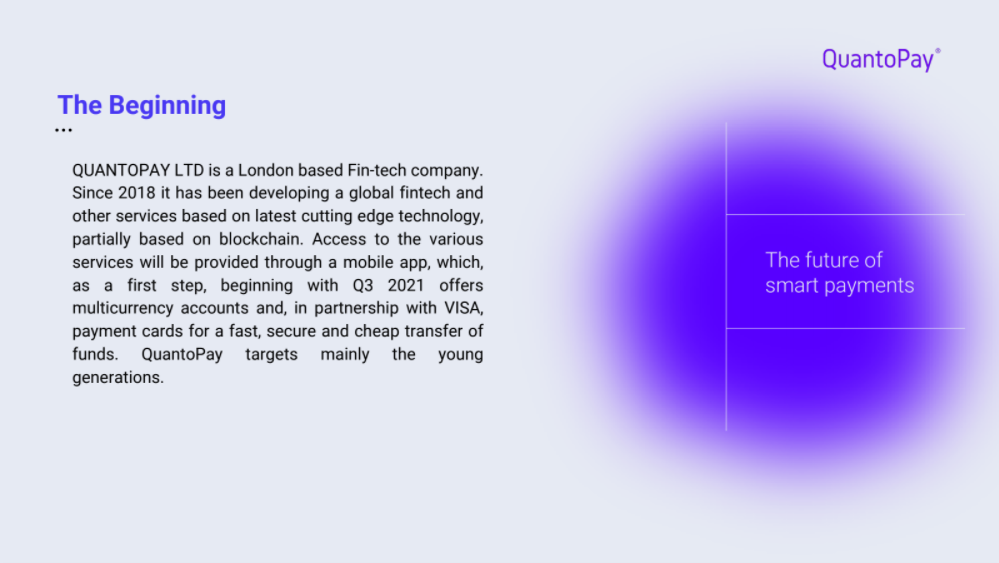 QuantoPay®
The Beginning
...
QUANTOPAY LTD is a London based Fin-tech company.
Since 2018 it has been developing a global fintech and
other services based on latest cutting edge technology,
partially based on blockchain. Access to the various
services will be provided through a mobile app, which,
as a first step, beginning with Q3 2021 offers
multicurrency accounts and, in partnership with VISA,
payment cards for a fast, secure and cheap transfer of
funds. QuantoPay targets mainly the young
generations.
The future of
smart payments